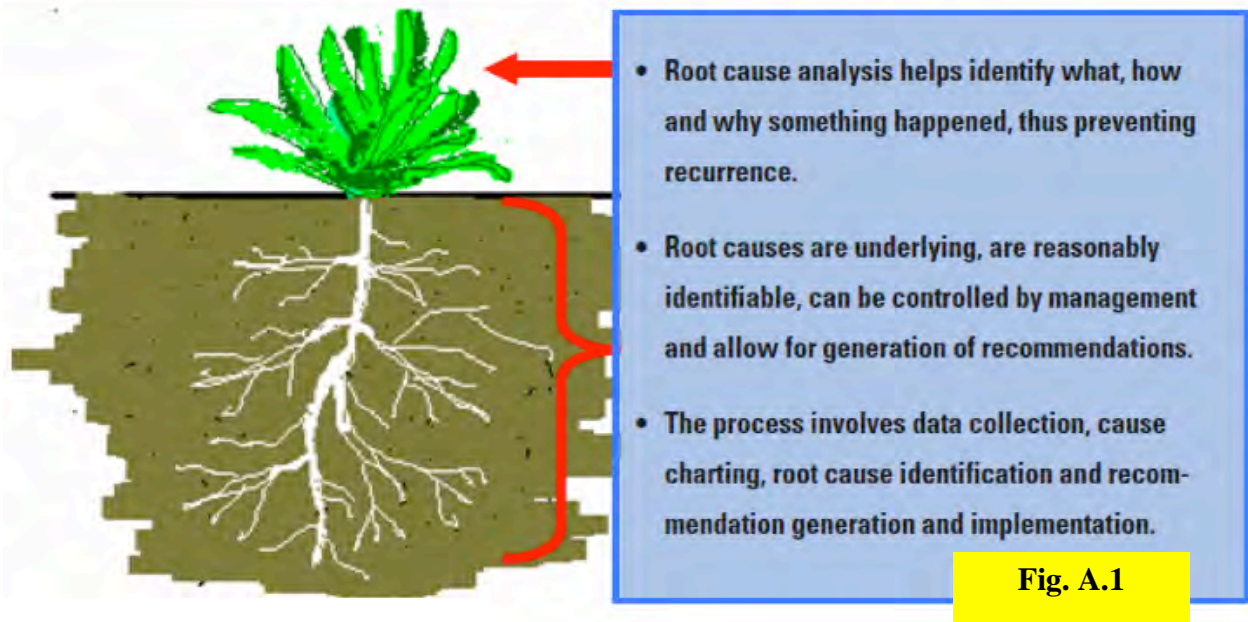 • Root cause analysis helps identify what, how
and why something happened, thus preventing
recurrence.
• Root causes are underlying, are reasonably
identifiable, can be controlled by management
and allow for generation of recommendations.
• The process involves data collection, cause
charting, root cause identification and recom-
mendation generation and implementation.
Fig. A.1